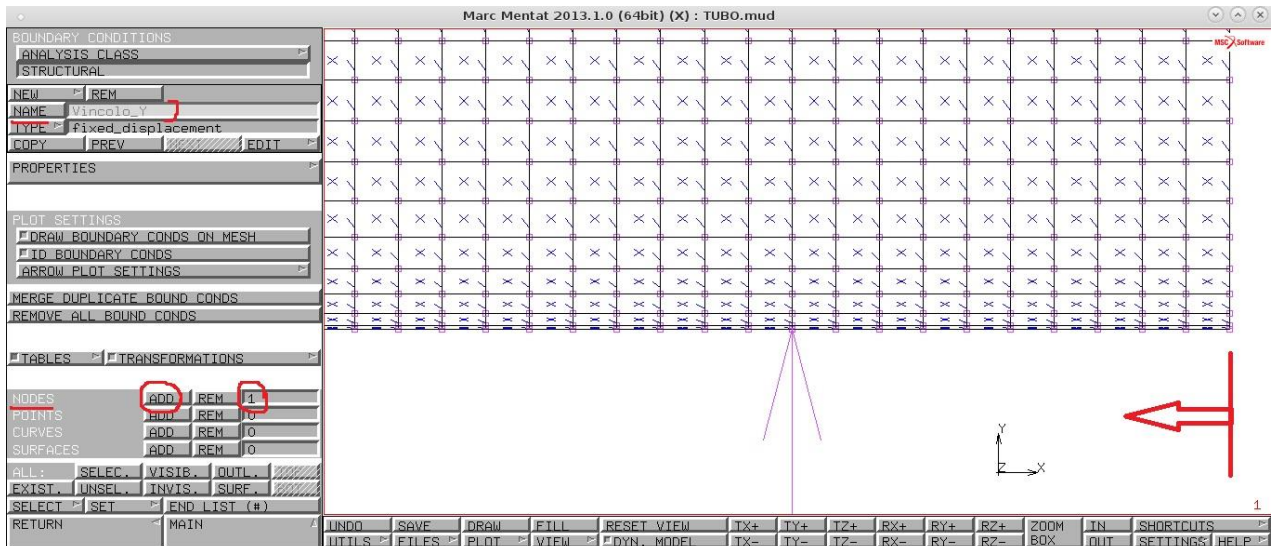 Marc Mentat 2013.1.0 (64bit) (X) : TUBO.mud
BOUNDARY CONDITIONS
ANALYSIS CLASS
STRUCTURAL
NEW REM
NAME Vincolo_Y
TYPE fixed_displacement
COPY PREV EDIT
PROPERTIES
PLOT SETTINGS
DRAW BOUNDARY CONDS ON MESH
ID BOUNDARY CONDS
ARROW PLOT SETTINGS
MERGE DUPLICATE BOUND CONDS
REMOVE ALL BOUND CONDS
TABLES TRANSFORMATIONS
NODES ADD REM 1
POINTS ADD REM 0
CURVES ADD REM 0
SURFACES ADD REM 0
ALL: SELEC. VISIB. OUTL.
EXIST. UNSEL. INVIS. SURF.
SELECT SET END LIST (#)
RETURN MAIN
MSC Software
Y
Z X
1
UNDO SAVE DRAW FILL RESET VIEW TX+ TY+ TZ+ RX+ RY+ RZ+ ZOOM IN SHORTCUTS
UTILS FILES PLOT VIEW DYN. MODEL TX- TY- TZ- RX- RY- RZ- BOX OUT SETTINGS HELP